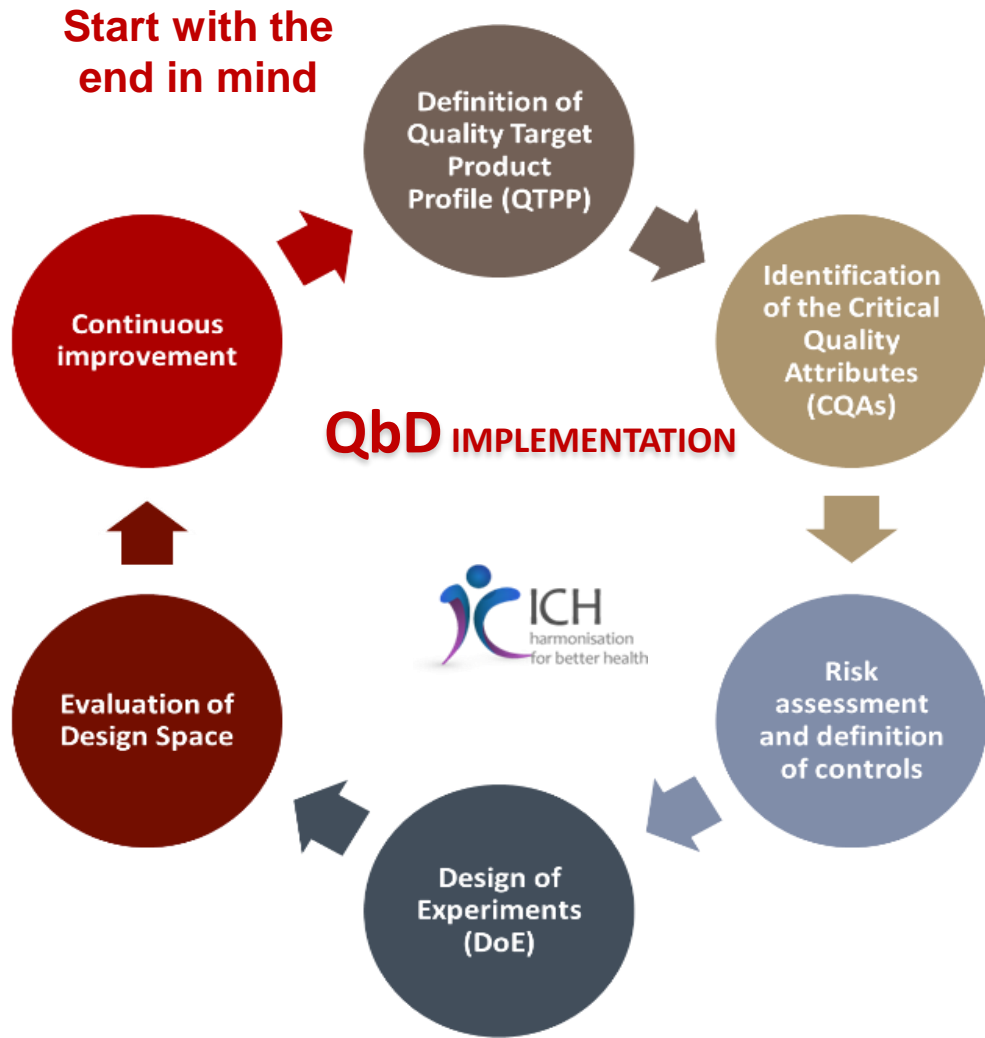 Start with the
end in mind
Definition of
Quality Target
Product
Profile (QTPP)
Identification
of the Critical
Quality
Attributes
(CQAs)
Risk
assessment
and definition
of controls
Design of
Experiments
(DoE)
Evaluation of
Design Space
Continuous
improvement
QbD IMPLEMENTATION
ICH
harmonisation
for better health